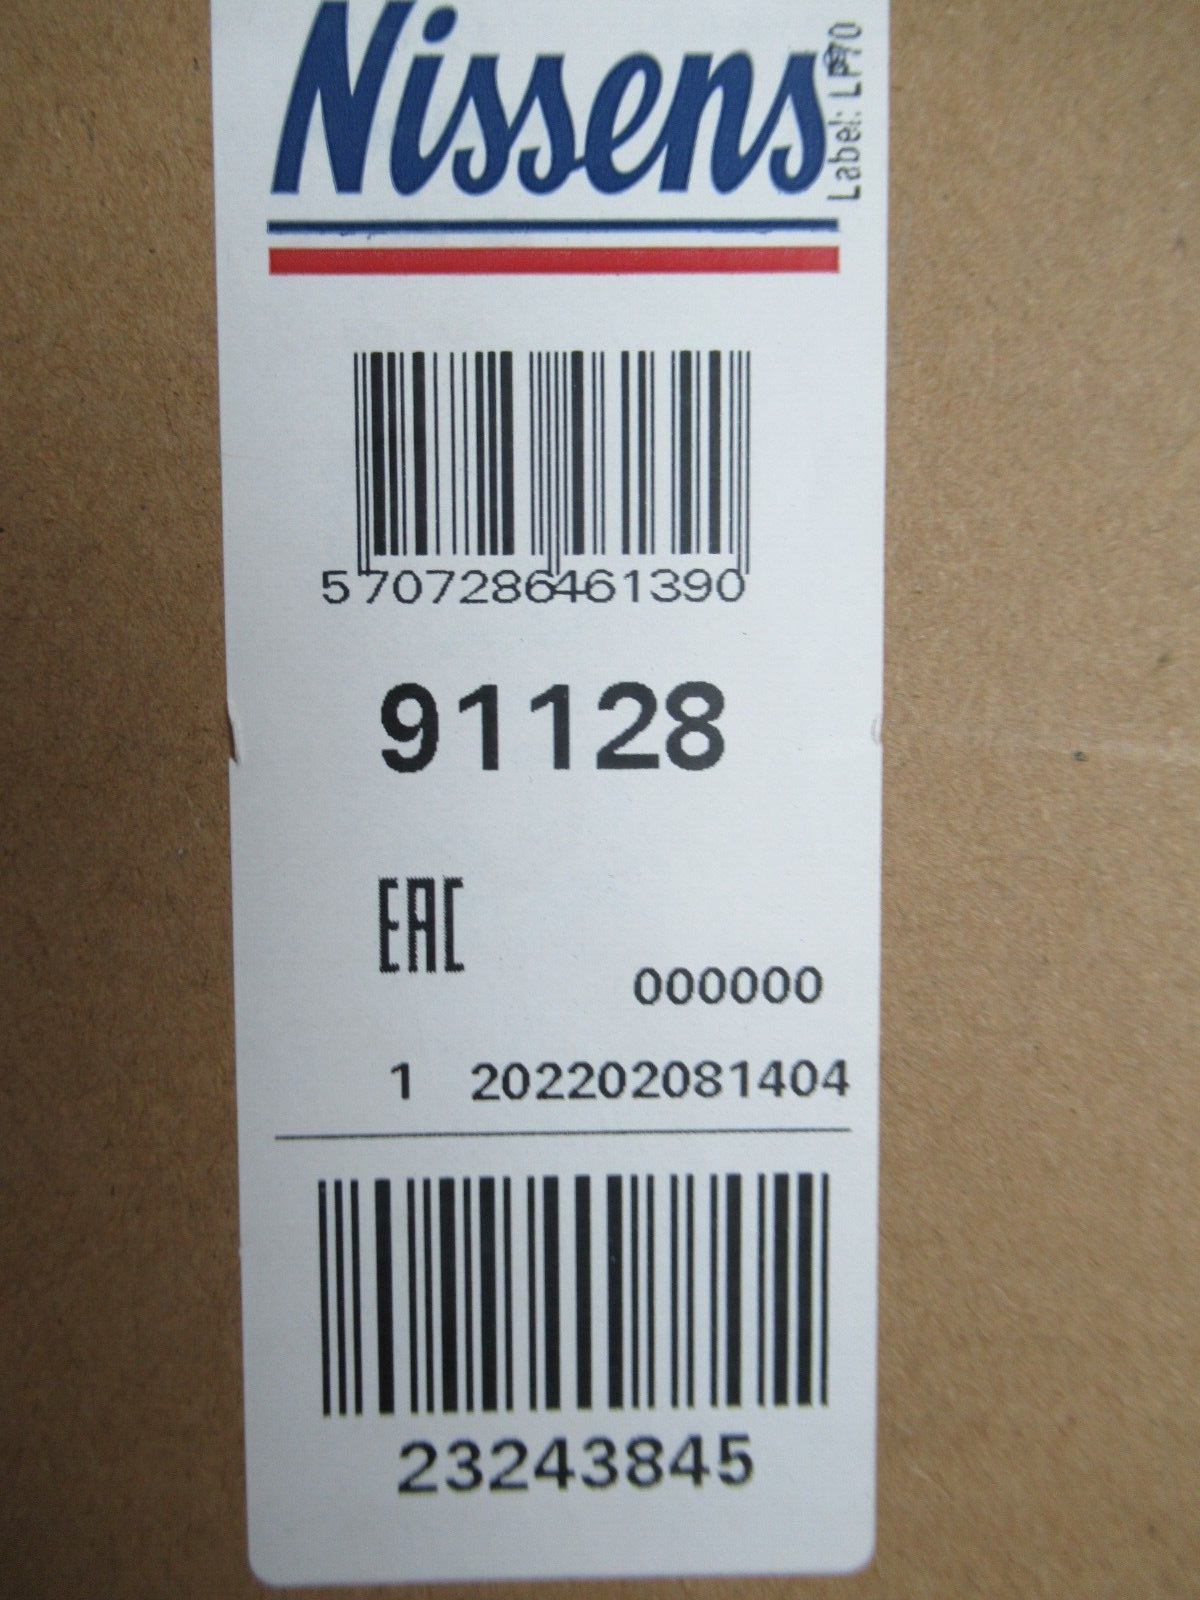 Nissens
Label: LP70
5707286461390
91128
EAC
000000
1 202202081404
23243845